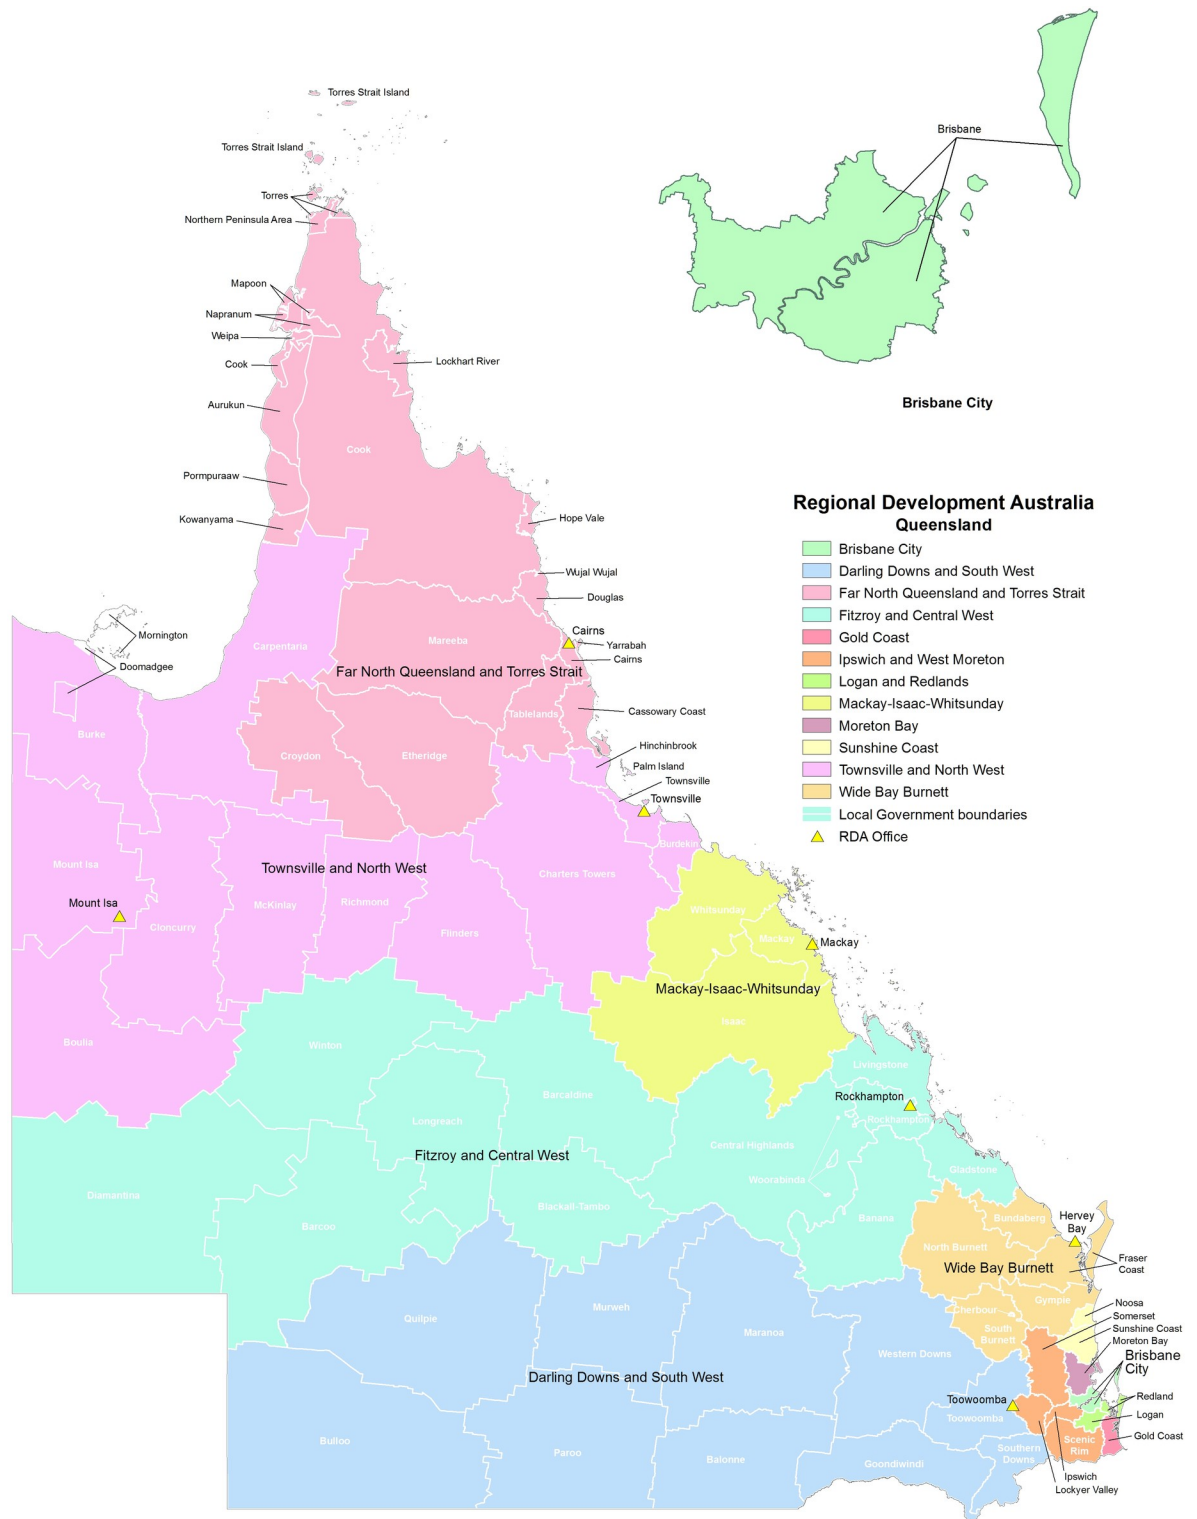 Torres Strait Island
Brisbane
Torres Strait Island
Torres
Northern Peninsula Area
Mapoon
Napranum
Weipa
Lockhart River
Cook
Brisbane City
Aurukun
Cook
Pormpuraaw
Regional Development Australia
Queensland
Kowanyama
Hope Vale
Brisbane City
Darling Downs and South West
Far North Queensland and Torres Strait
Fitzroy and Central West
Gold Coast
Ipswich and West Moreton
Logan and Redlands
Mackay-Isaac-Whitsunday
Moreton Bay
Sunshine Coast
Townsville and North West
Wide Bay Burnett
Local Government boundaries
RDA Office
Wujal Wujal
Douglas
Cairns
Mornington
Mareeba
Yarrabah
Carpentaria
Cairns
Doomadgee
Far North Queensland and Torres Strait
Cassowary Coast
Tablelands
Burke
Hinchinbrook
Croydon
Etheridge
Palm Island
Townsville
Townsville
Burdekin
Mount Isa
Townsville and North West
Charters Towers
Mount Isa
McKinlay
Richmond
Whitsunday
Cloncurry
Flinders
Mackay
Mackay
Mackay-Isaac-Whitsunday
Isaac
Boulia
Winton
Livingstone
Barcaldine
Rockhampton
Longreach
Rockhampton
Central Highlands
Fitzroy and Central West
Gladstone
Woorabinda
Diamantina
Blackall-Tambo
Hervey
Bay
Barcoo
Banana
Bundaberg
North Burnett
Fraser
Coast
Wide Bay Burnett
Gympie
Noosa
Murweh
Cherbour
Somerset
Quilpie
South
Burnett
Sunshine Coast
Maranoa
Moreton Bay
Western Downs
Brisbane
City
Darling Downs and South West
Toowoomba
Redland
Toowoomba
Logan
Bulloo
Gold Coast
Scenic
Rim
Paroo
Southern
Downs
Balonne
Goondiwindi
Ipswich
Lockyer Valley